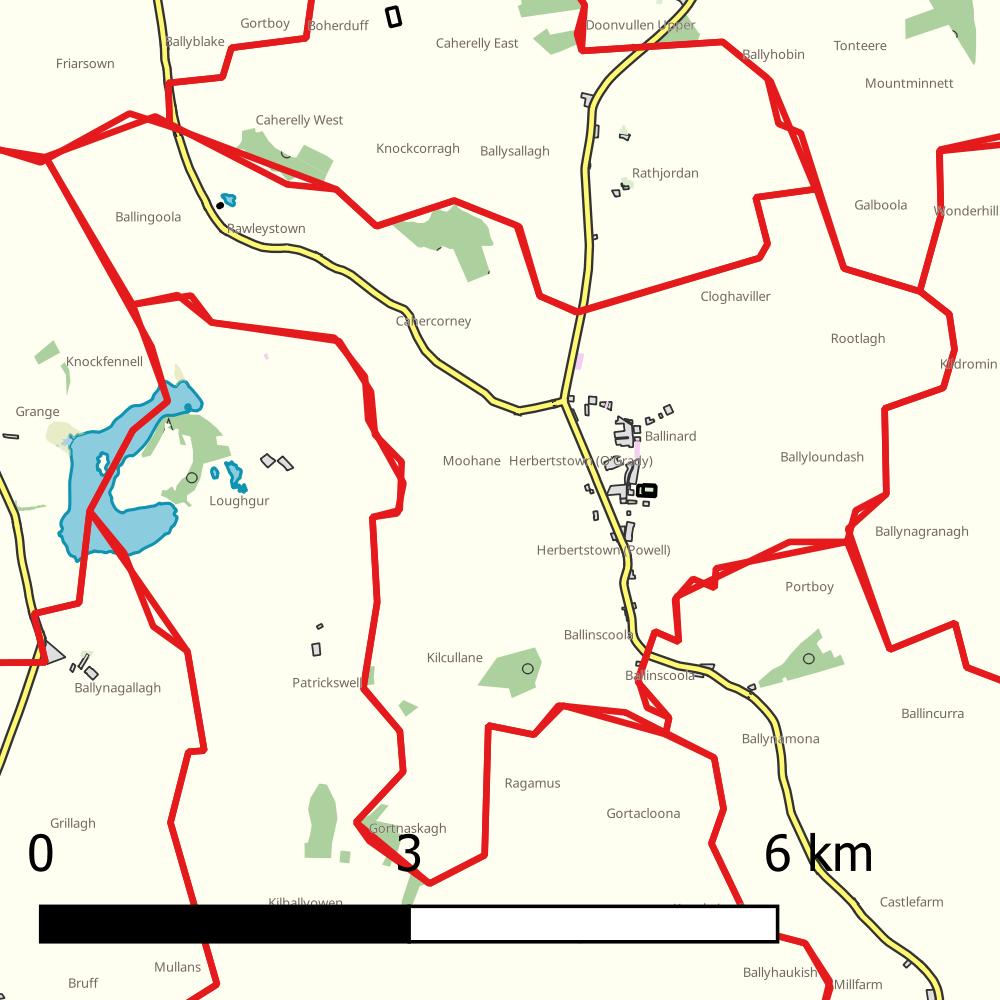 Gortboy
Boherduff
Doonvullen Upper
Ballyblake
Caherelly East
Tonteere
Friarsown
Ballyhobin
Mountminnett
Caherelly West
Knockcorragh
Ballysallagh
Rathjordan
Galboola
Wonderhill
Ballingoola
Rawleystown
Cloghaviller
Cahercorney
Rootlagh
Knockfennell
Kildromin
Grange
Ballinard
Moohane
Herbertstown (O'Grady)
Ballyloundash
Loughgur
Ballynagranagh
Herbertstown (Powell)
Portboy
Ballinscoola
Kilcullane
Ballinscoola
Patrickswell
Ballynagallagh
Ballincurra
Ballynamona
Ragamus
Gortacloona
Grillagh
Gortnaskagh
0
3
6 km
Kilballyowen
Castlefarm
Mullans
Ballyhaukish
Bruff
Millfarm